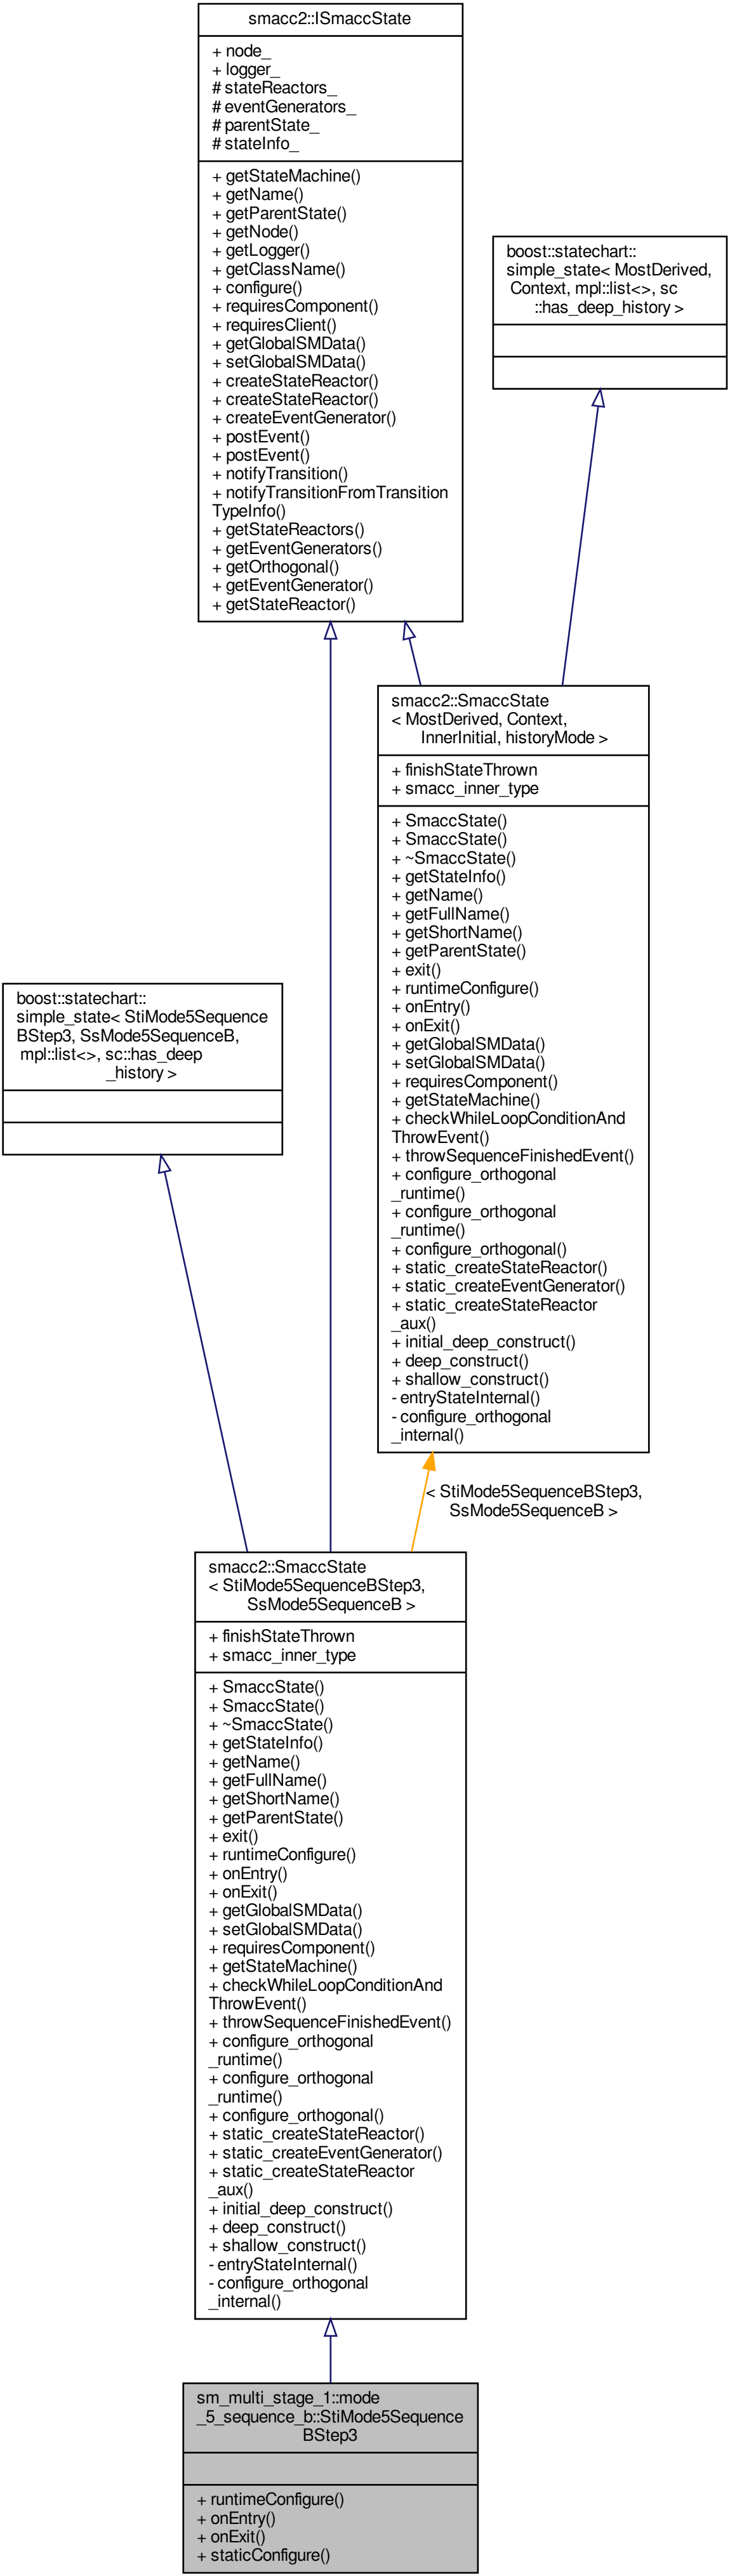 smacc2::ISmaccState
+ node_
+ logger_
# stateReactors_
# eventGenerators_
# parentState_
# stateInfo_
+ getStateMachine()
+ getName()
+ getParentState()
+ getNode()
+ getLogger()
+ getClassName()
+ configure()
+ requiresComponent()
+ requiresClient()
+ getGlobalSMData()
+ setGlobalSMData()
+ createStateReactor()
+ createStateReactor()
+ createEventGenerator()
+ postEvent()
+ postEvent()
+ notifyTransition()
+ notifyTransitionFromTransition
TypeInfo()
+ getStateReactors()
+ getEventGenerators()
+ getOrthogonal()
+ getEventGenerator()
+ getStateReactor()
boost::statechart::
simple_state< MostDerived,
Context, mpl::list<>, sc
::has_deep_history >
smacc2::SmaccState
< MostDerived, Context,
InnerInitial, historyMode >
+ finishStateThrown
+ smacc_inner_type
+ SmaccState()
+ SmaccState()
+ ~SmaccState()
+ getStateInfo()
+ getName()
+ getFullName()
+ getShortName()
+ getParentState()
+ exit()
+ runtimeConfigure()
+ onEntry()
+ onExit()
+ getGlobalSMData()
+ setGlobalSMData()
+ requiresComponent()
+ getStateMachine()
+ checkWhileLoopConditionAnd
ThrowEvent()
+ throwSequenceFinishedEvent()
+ configure_orthogonal
_runtime()
+ configure_orthogonal
_runtime()
+ configure_orthogonal()
+ static_createStateReactor()
+ static_createEventGenerator()
+ static_createStateReactor
_aux()
+ initial_deep_construct()
+ deep_construct()
+ shallow_construct()
- entryStateInternal()
- configure_orthogonal
_internal()
boost::statechart::
simple_state< StiMode5Sequence
BStep3, SsMode5SequenceB,
mpl::list<>, sc::has_deep
_history >
< StiMode5SequenceBStep3,
SsMode5SequenceB >
smacc2::SmaccState
< StiMode5SequenceBStep3,
SsMode5SequenceB >
+ finishStateThrown
+ smacc_inner_type
+ SmaccState()
+ SmaccState()
+ ~SmaccState()
+ getStateInfo()
+ getName()
+ getFullName()
+ getShortName()
+ getParentState()
+ exit()
+ runtimeConfigure()
+ onEntry()
+ onExit()
+ getGlobalSMData()
+ setGlobalSMData()
+ requiresComponent()
+ getStateMachine()
+ checkWhileLoopConditionAnd
ThrowEvent()
+ throwSequenceFinishedEvent()
+ configure_orthogonal
_runtime()
+ configure_orthogonal
_runtime()
+ configure_orthogonal()
+ static_createStateReactor()
+ static_createEventGenerator()
+ static_createStateReactor
_aux()
+ initial_deep_construct()
+ deep_construct()
+ shallow_construct()
- entryStateInternal()
- configure_orthogonal
_internal()
sm_multi_stage_1::mode
_5_sequence_b::StiMode5Sequence
BStep3
+ runtimeConfigure()
+ onEntry()
+ onExit()
+ staticConfigure()